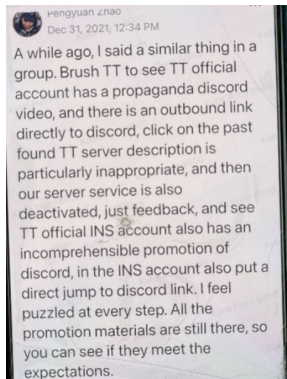 Pengyuan Zhao
Dec 31, 2021, 12:34 PM
A while ago, I said a similar thing in a
group. Brush TT to see TT official
account has a propaganda discord
video, and there is an outbound link
directly to discord, click on the past
found TT server description is
particularly inappropriate, and then
our server service is also
deactivated, just feedback, and see
TT official INS account also has an
incomprehensible promotion of
discord, in the INS account also put a
direct jump to discord link. I feel
puzzled at every step. All the
promotion materials are still there, so
you can see if they meet the
expectations.